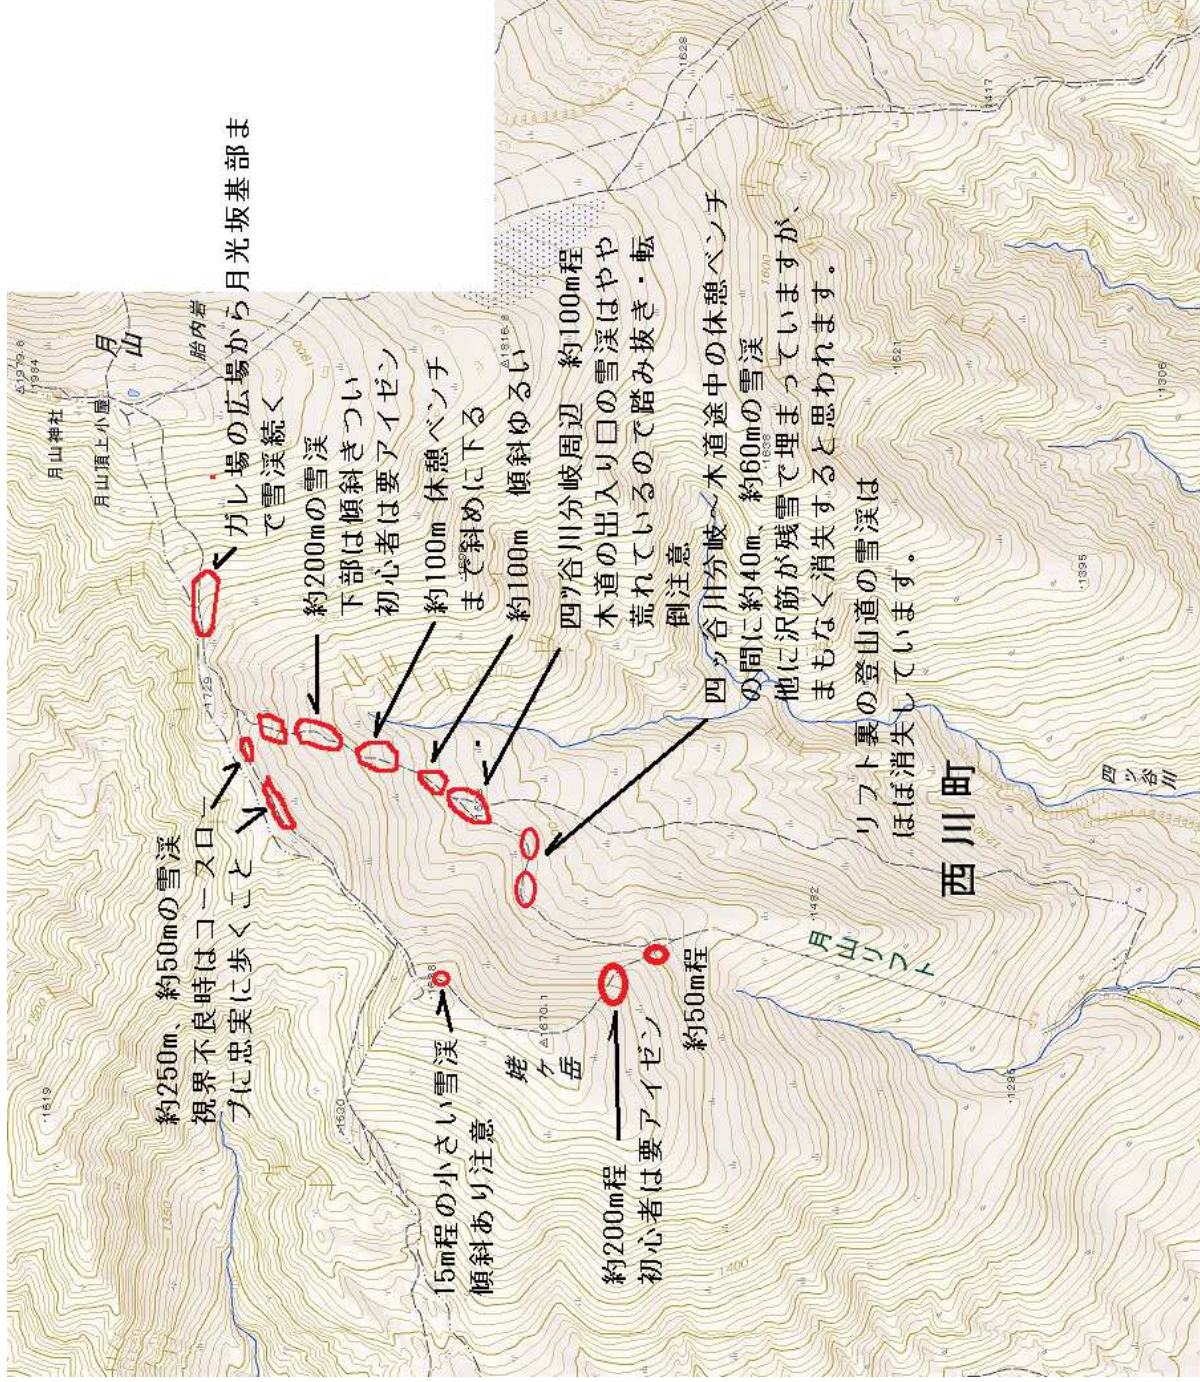 月山神社
△1979.8
1984
月山頂上小屋
月山
胎内岩
1800
△1816.8
1628
1417
ガレ場の広場から月光坂基部ま
で雪渓続く
約200mの雪渓
下部は傾斜きつい
初心者は要アイゼン
約100m 休憩ベンチ
まで斜めに下る
約100m 傾斜ゆるい
四ツ谷川分岐周辺 約100m程
木道の出入り口の雪渓はやや
荒れているので踏み抜き・転
倒注意
四ッ谷川分岐～木道途中の休憩ベンチ
の間に約40m、約60mの雪渓
他に沢筋が残雪で埋まっていますが、
まもなく消失すると思われます。
リフト裏の登山道の雪渓は
ほぼ消失しています。
1600
1638
1521
1306
1395
1729
約250m、約50mの雪渓
視界不良時はコースロー
プに忠実に歩くこと
15m程の小さい雪渓
傾斜あり注意
姥ヶ岳
△1670.1
約200m程
初心者は要アイゼン
約50m程
月山リフト
西川町
四ツ谷川
1482
1285
1400
1619
1630